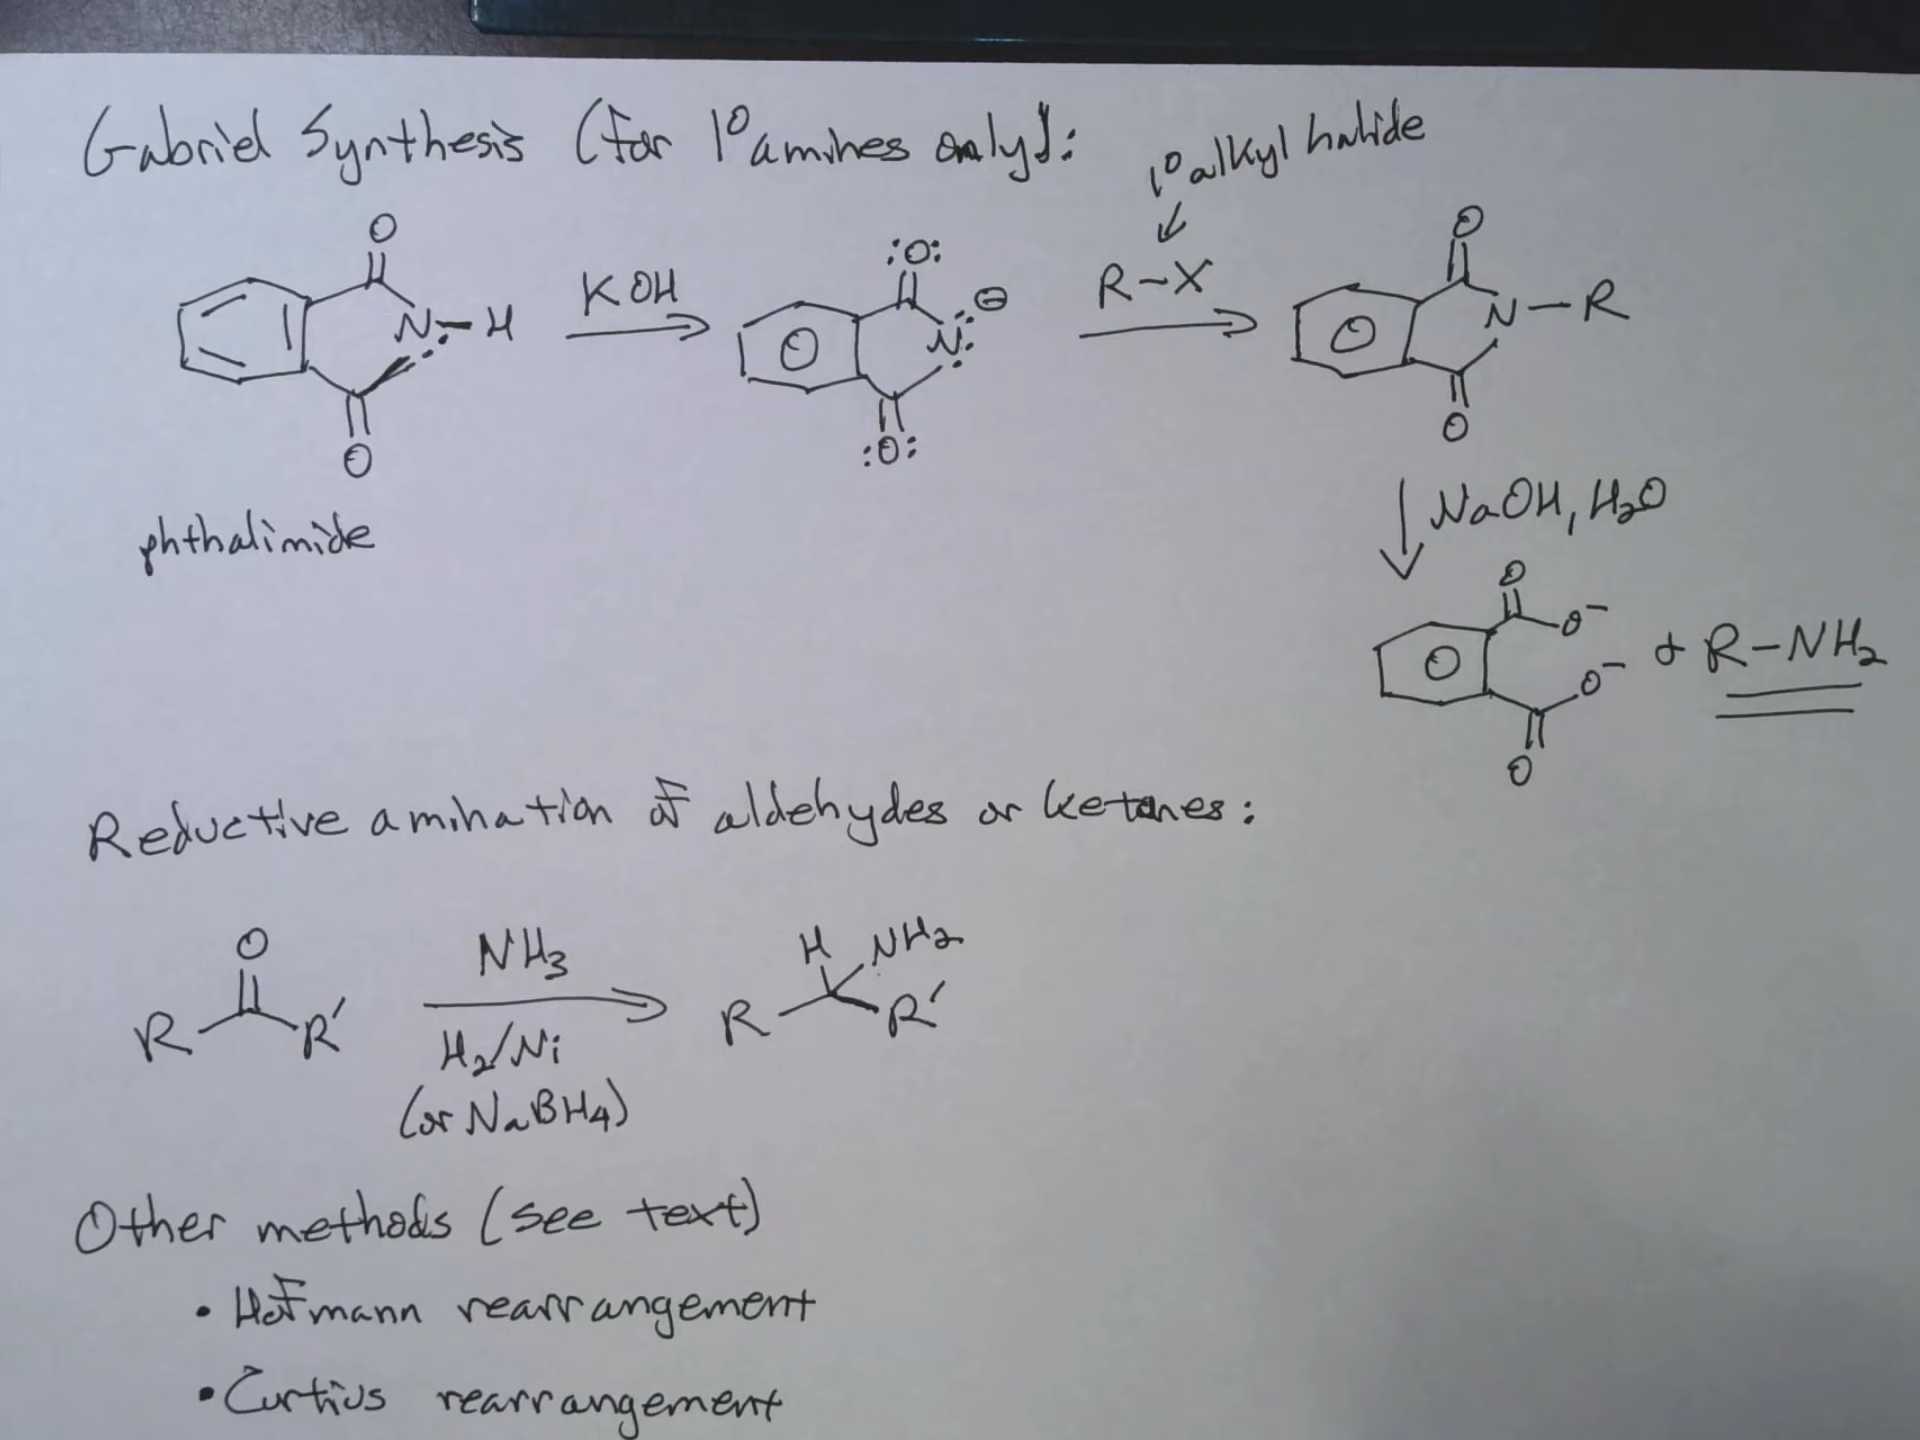 Gabriel Synthesis (for 1° amines only):
1° alkyl halide
O
N-H
O
KOH
:O:
N:
⊖
:O:
R-X
O
N-R
O
phthalimide
NaOH, H₂O
O
O⁻
O⁻
O
+ R-NH₂
Reductive amination of aldehydes or ketones:
O
R
R'
NH₃
H₂/Ni
(or NaBH₄)
H
NH₂
R
R'
Other methods (see text)
• Hofmann rearrangement
• Curtius rearrangement